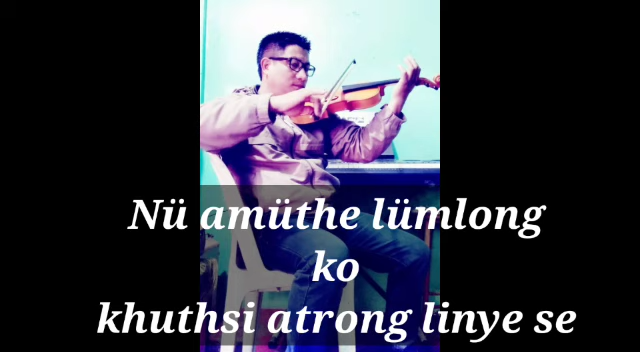 Nü amüthe lümlong
ko
khuthsi atrong linye se